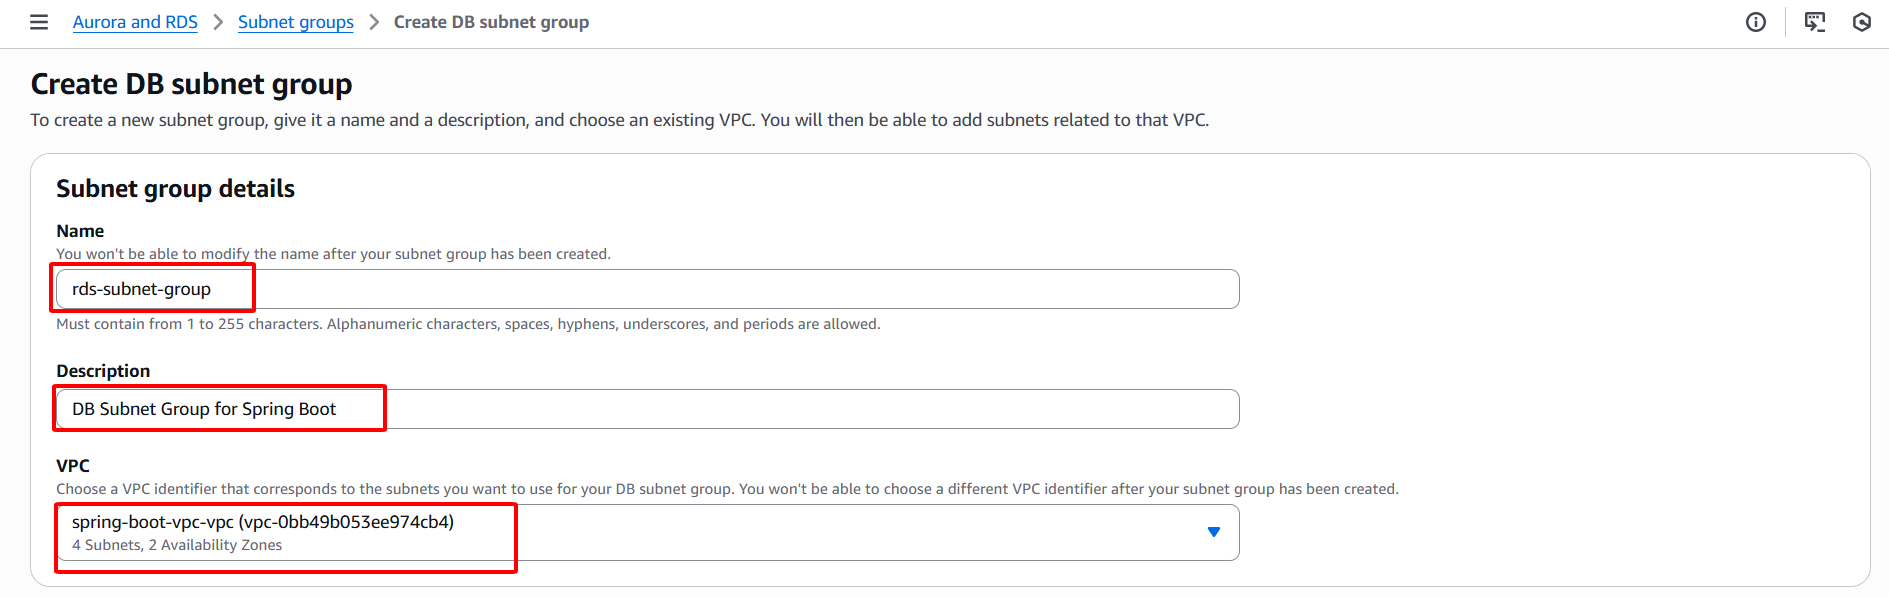 Aurora and RDS > Subnet groups > Create DB subnet group
Create DB subnet group
To create a new subnet group, give it a name and a description, and choose an existing VPC. You will then be able to add subnets related to that VPC.
Subnet group details
Name
You won't be able to modify the name after your subnet group has been created.
rds-subnet-group
Must contain from 1 to 255 characters. Alphanumeric characters, spaces, hyphens, underscores, and periods are allowed.
Description
DB Subnet Group for Spring Boot
VPC
Choose a VPC identifier that corresponds to the subnets you want to use for your DB subnet group. You won't be able to choose a different VPC identifier after your subnet group has been created.
spring-boot-vpc-vpc (vpc-0bb49b053ee974cb4)
4 Subnets, 2 Availability Zones